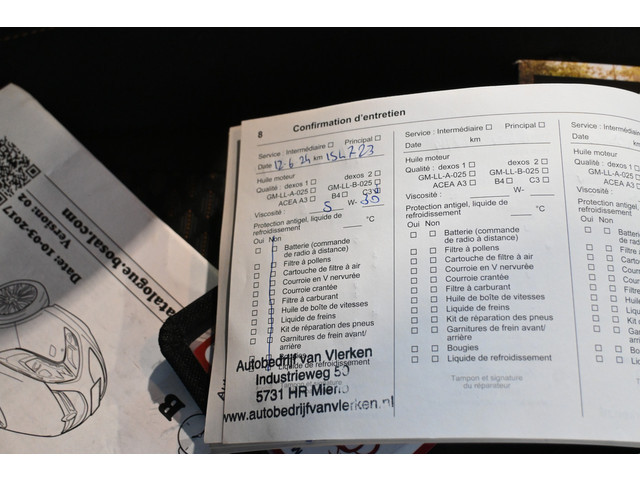 8 Confirmation d'entretien
Service : Intermédiaire Principal
Date 12.6.24 km 154723
Huile moteur
Qualité : dexos 1 dexos 2
GM-LL-A-025 GM-LL-B-025
ACEA A3 B4 C3
Viscosité : 5 W- 30
Protection antigel, liquide de
refroidissement °C
Oui Non
Batterie (commande
de radio à distance)
Filtre à pollens
Cartouche de filtre à air
Courroie en V nervurée
Courroie crantée
Filtre à carburant
Huile de boîte de vitesses
Liquide de freins
Kit de réparation des pneus
Garnitures de frein avant/
arrière
Liquide de refroidissement
Autobedrijf van Vlerken
Industrieweg 50
5731 HR Mierlo
www.autobedrijfvanvlerken.nl
Service : Intermédiaire Principal
Date km
Huile moteur
Qualité : dexos 1 dexos 2
GM-LL-A-025 GM-LL-B-025
ACEA A3 B4 C3
Viscosité : W-
Protection antigel, liquide de
refroidissement °C
Oui Non
Batterie (commande
de radio à distance)
Filtre à pollens
Cartouche de filtre à air
Courroie en V nervurée
Courroie crantée
Filtre à carburant
Huile de boîte de vitesses
Liquide de freins
Kit de réparation des pneus
Garnitures de frein avant/
arrière
Bougies
Liquide de refroidissement
Tampon et signature
du réparateur
Service : Intermédiaire
Date
Huile moteur
Qualité : dexos 1
GM-LL-A-025
ACEA A3
Viscosité :
Protection antigel, liquide
refroidissement
Oui Non
Date: 10-03-2017
Version: 02
atalogue.bosal.com
B